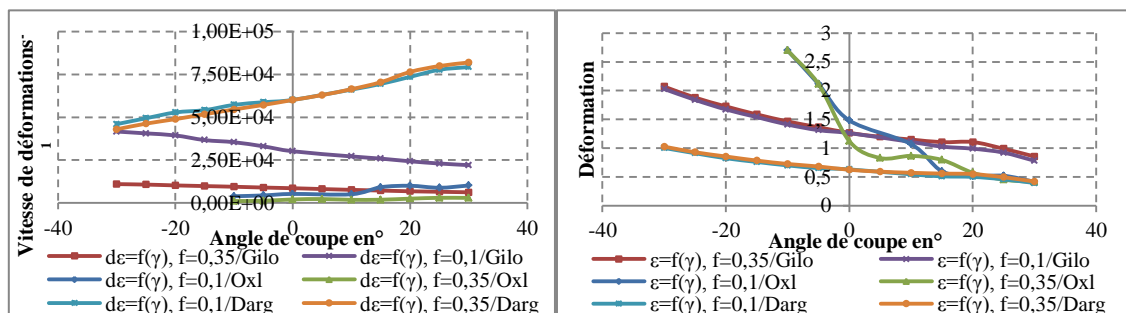 Vitesse de déformations-1
1,00E+05
7,50E+04
5,00E+04
2,50E+04
0,00E+00
-40 -20 0 20 40
Angle de coupe en°
dε=f(γ), f=0,35/Gilo
dε=f(γ), f=0,1/Gilo
dε=f(γ), f=0,1/Oxl
dε=f(γ), f=0,35/Oxl
dε=f(γ), f=0,1/Darg
dε=f(γ), f=0,35/Darg
Déformation
3
2,5
2
1,5
1
0,5
0
-40 -20 0 20 40
Angle de coupe en°
ε=f(γ), f=0,35/Gilo
ε=f(γ), f=0,1/Gilo
ε=f(γ), f=0,1/Oxl
ε=f(γ), f=0,35/Oxl
ε=f(γ), f=0,1/Darg
ε=f(γ), f=0,35/Darg